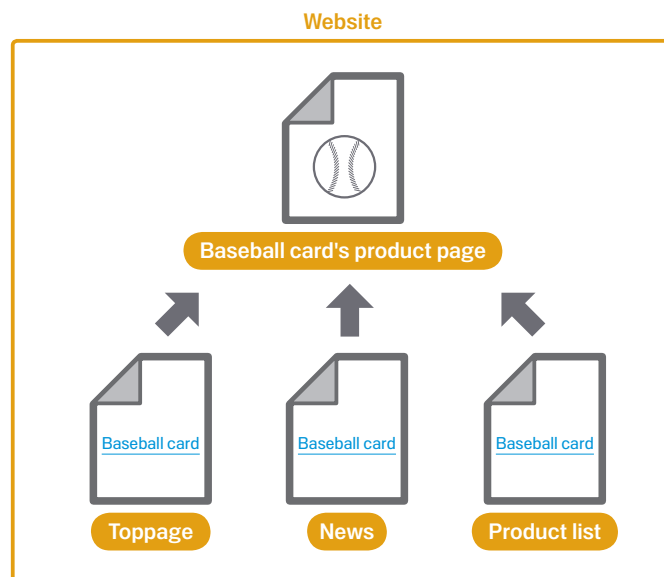 Website
Baseball card's product page
Baseball card
Baseball card
Baseball card
Toppage
News
Product list